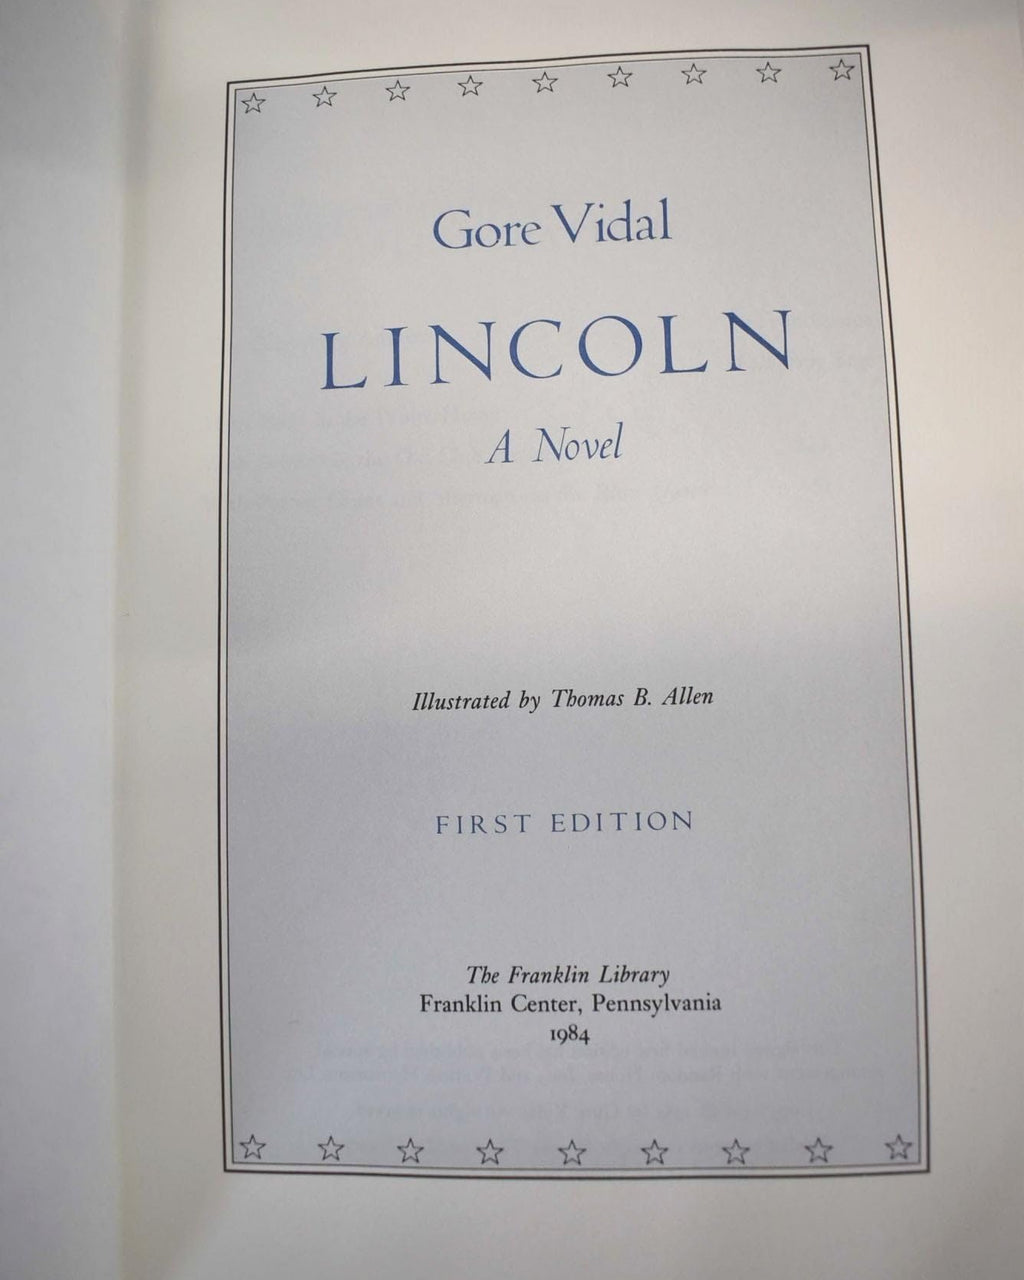 Gore Vidal
LINCOLN
A Novel
Illustrated by Thomas B. Allen
FIRST EDITION
The Franklin Library
Franklin Center, Pennsylvania
1984